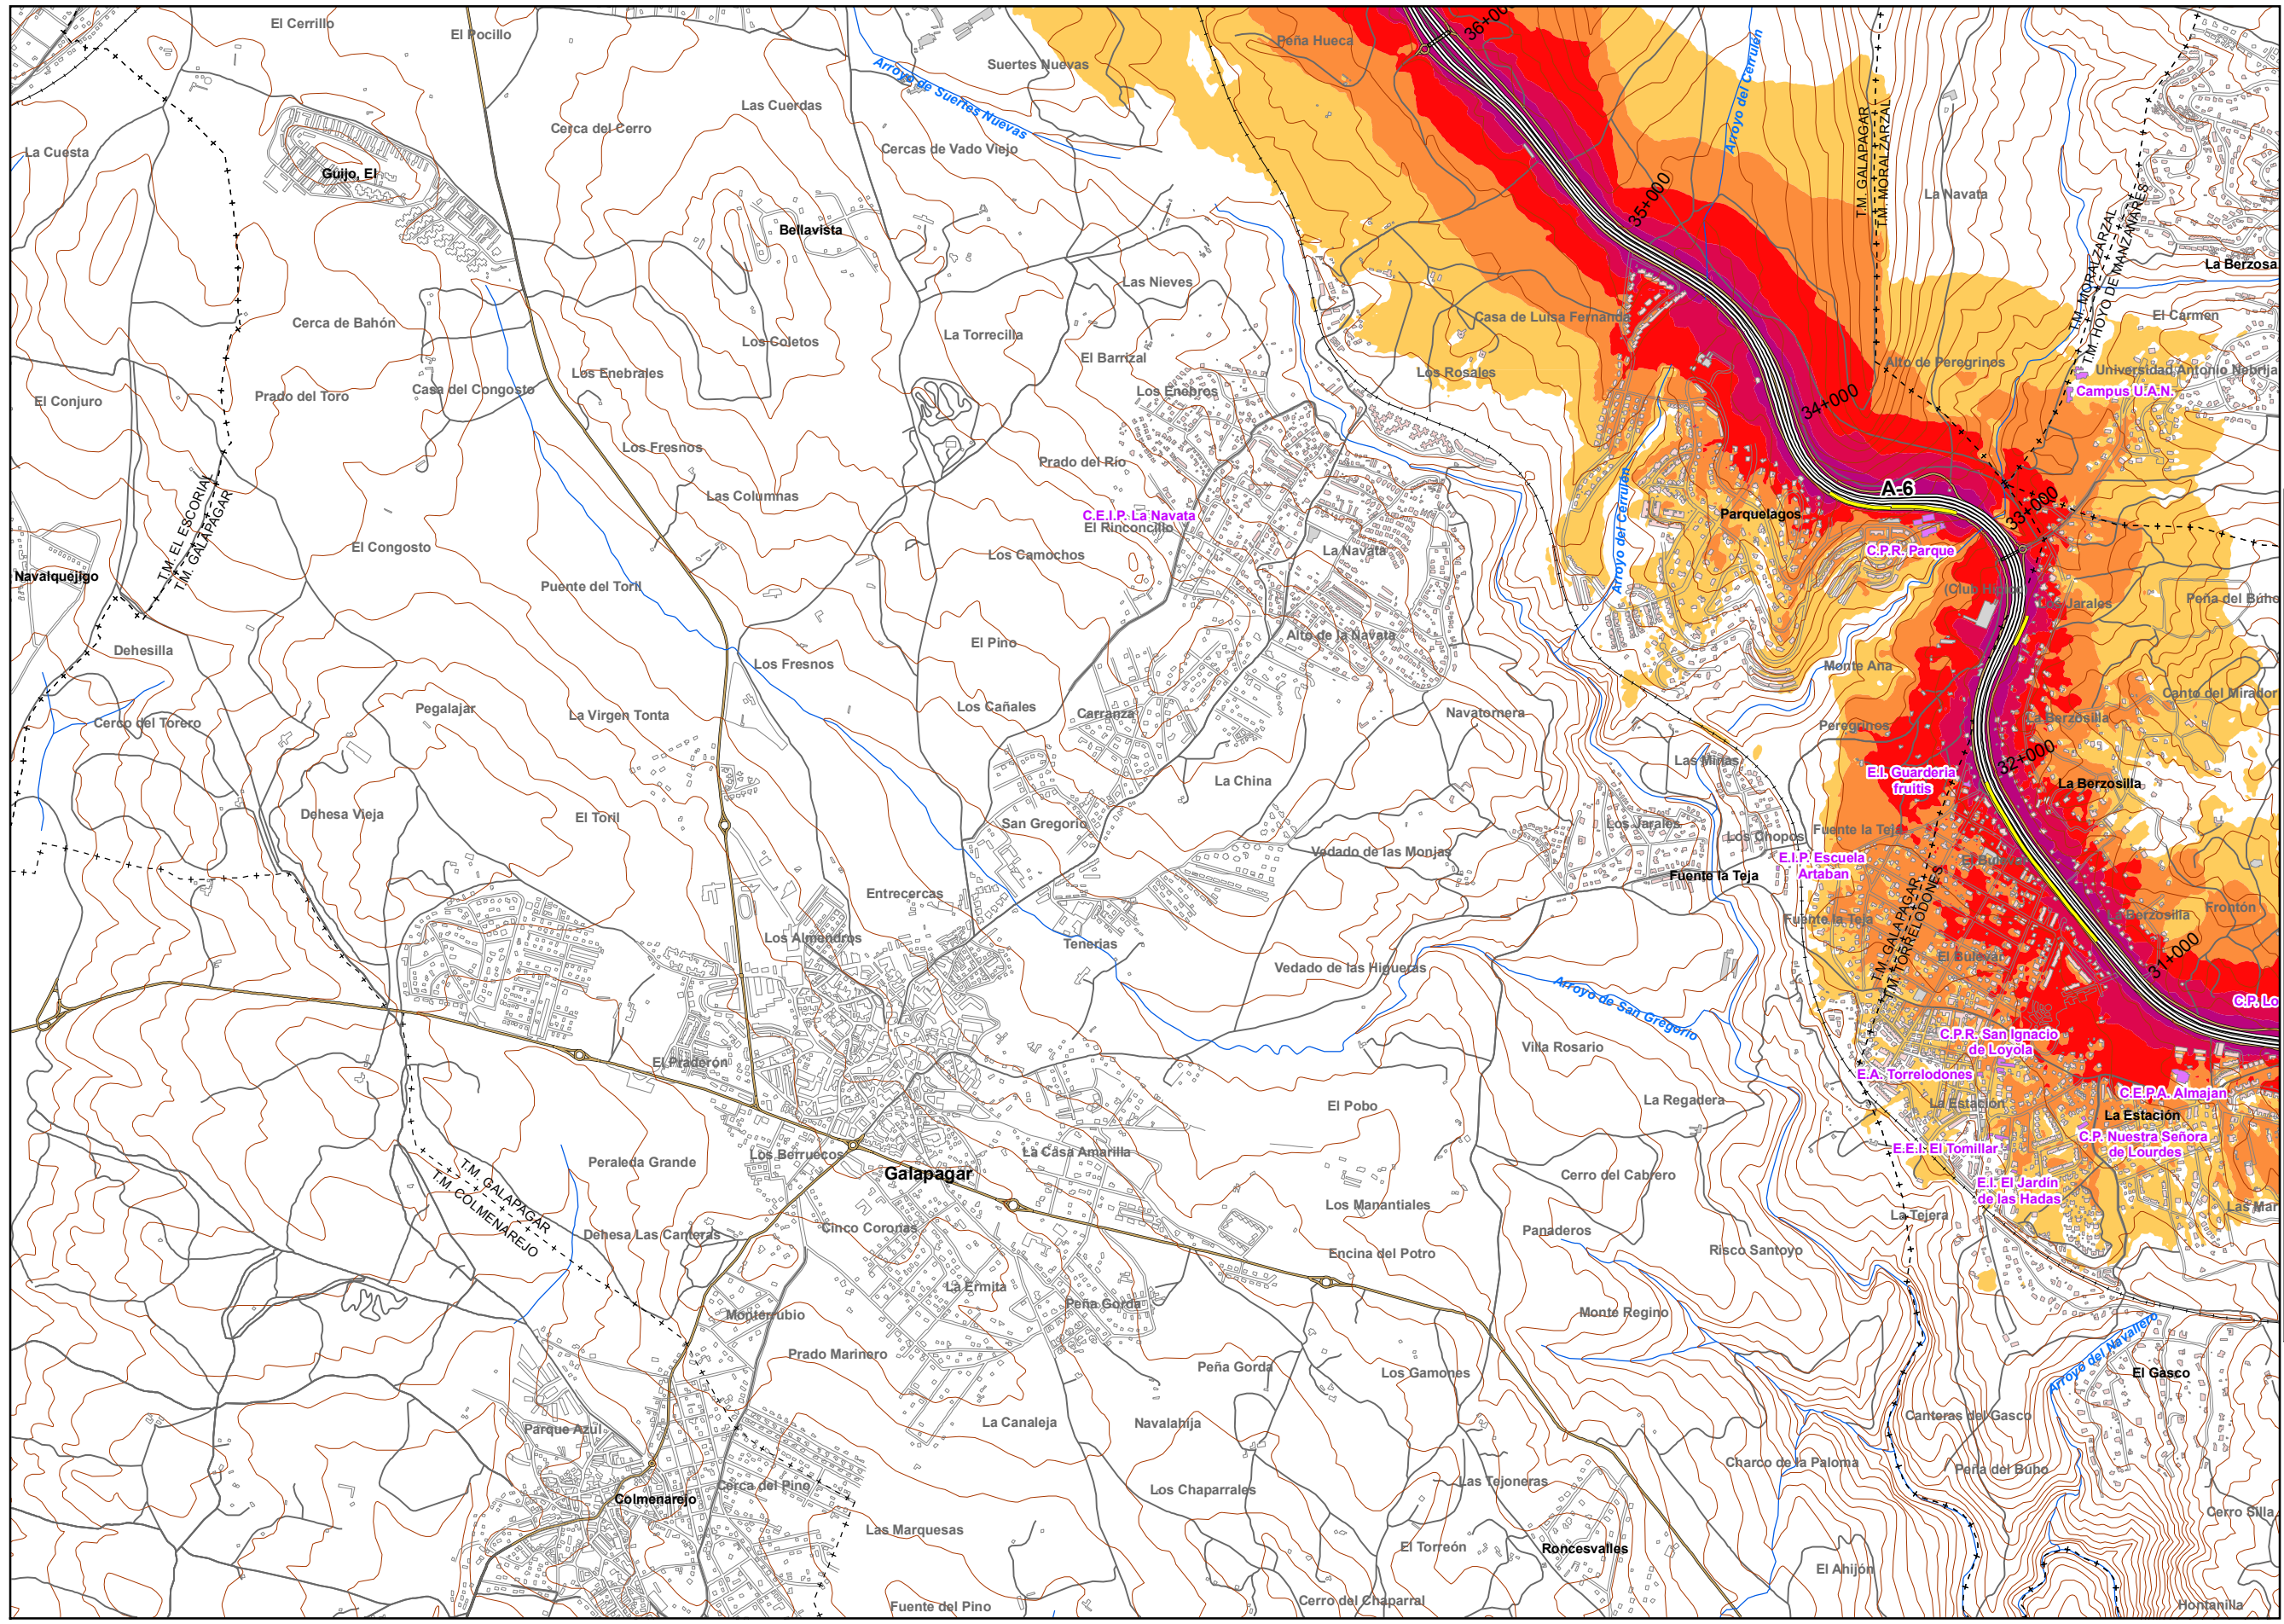 El Cerrillo
El Pocillo
Peña Hueca
36+000
Suertes Nuevas
Arroyo de Suertes Nuevas
Las Cuerdas
Cerca del Cerro
Cercas de Vado Viejo
Arroyo del Cerrulén
T.M. GALAPAGAR
T.M. MORALZARZAL
La Cuesta
Guijo, El
Bellavista
35+000
La Navata
T.M. MORALZARZAL
T.M. HOYO DE MANZANARES
La Berzosa
Las Nieves
Cerca de Bahón
Los Coletos
La Torrecilla
Casa de Luisa Fernanda
El Cármen
El Barrizal
Los Enebrales
Los Rosales
Alto de Peregrinos
Universidad Antonio Nebrija
Campus U.A.N.
El Conjuro
Prado del Toro
Casa del Congosto
Los Enebros
34+000
Los Fresnos
Prado del Río
Las Columnas
A-6
33+000
T.M. EL ESCORIAL
T.M. GALAPAGAR
C.E.I.P. La Navata
El Rinconcillo
Parquelagos
Arroyo del Cerrulén
El Congosto
Los Camochos
La Navata
C.P.R. Parque
Navalquejigo
Puente del Toril
(Club Hípico)
Los Jarales
Peña del Búho
Dehesilla
El Pino
Alto de la Navata
Los Fresnos
Monte Ana
Canto del Mirador
Cerco del Torero
Pegalajar
La Virgen Tonta
Los Cañales
Carranza
Navatornera
Peregrinos
La Berzosilla
32+000
Las Minas
E.I. Guarderia
fruitis
La China
La Berzosilla
Dehesa Vieja
El Toril
San Gregorio
Los Jarales
Los Chopos
Fuente la Teja
Vedado de las Monjas
E.I.P. Escuela
Artaban
El Bulevar
Fuente la Teja
Entrecercas
Fuente la Teja
T.M. GALAPAGAR
T.M. TORRELODONES
La Berzosilla
Frontón
Los Almendros
Tenerias
El Bulevar
31+000
Vedado de las Higueras
Arroyo de San Gregorio
C.P. Lo
C.P.R. San Ignacio
de Loyola
Villa Rosario
El Praderón
E.A. Torrelodones
C.E.P.A. Almajan
La Regadera
La Estación
El Pobo
La Estación
C.P. Nuestra Señora
de Lourdes
E.E.I. El Tomillar
Los Berruecos
La Casa Amarilla
Peraleda Grande
Galapagar
T.M. GALAPAGAR
T.M. COLMENAREJO
Cerro del Cabrero
E.I. El Jardín
de las Hadas
Los Manantiales
La Tejera
Las Mar
Dehesa Las Canteras
Cinco Coronas
Panaderos
Encina del Potro
Risco Santoyo
La Ermita
Peña Gorda
Monterrubio
Monte Regino
Arroyo del Navallero
Prado Marinero
Peña Gorda
Los Gamones
El Gasco
La Canaleja
Navalahija
Canteras del Gasco
Parque Azul
Charco de la Paloma
Peña del Búho
Cerca del Pino
Las Tejoneras
Los Chaparrales
Colmenarejo
Cerro Silla
Las Marquesas
El Torreón
Roncesvalles
El Ahijón
Fuente del Pino
Cerro del Chaparral
Hontanilla